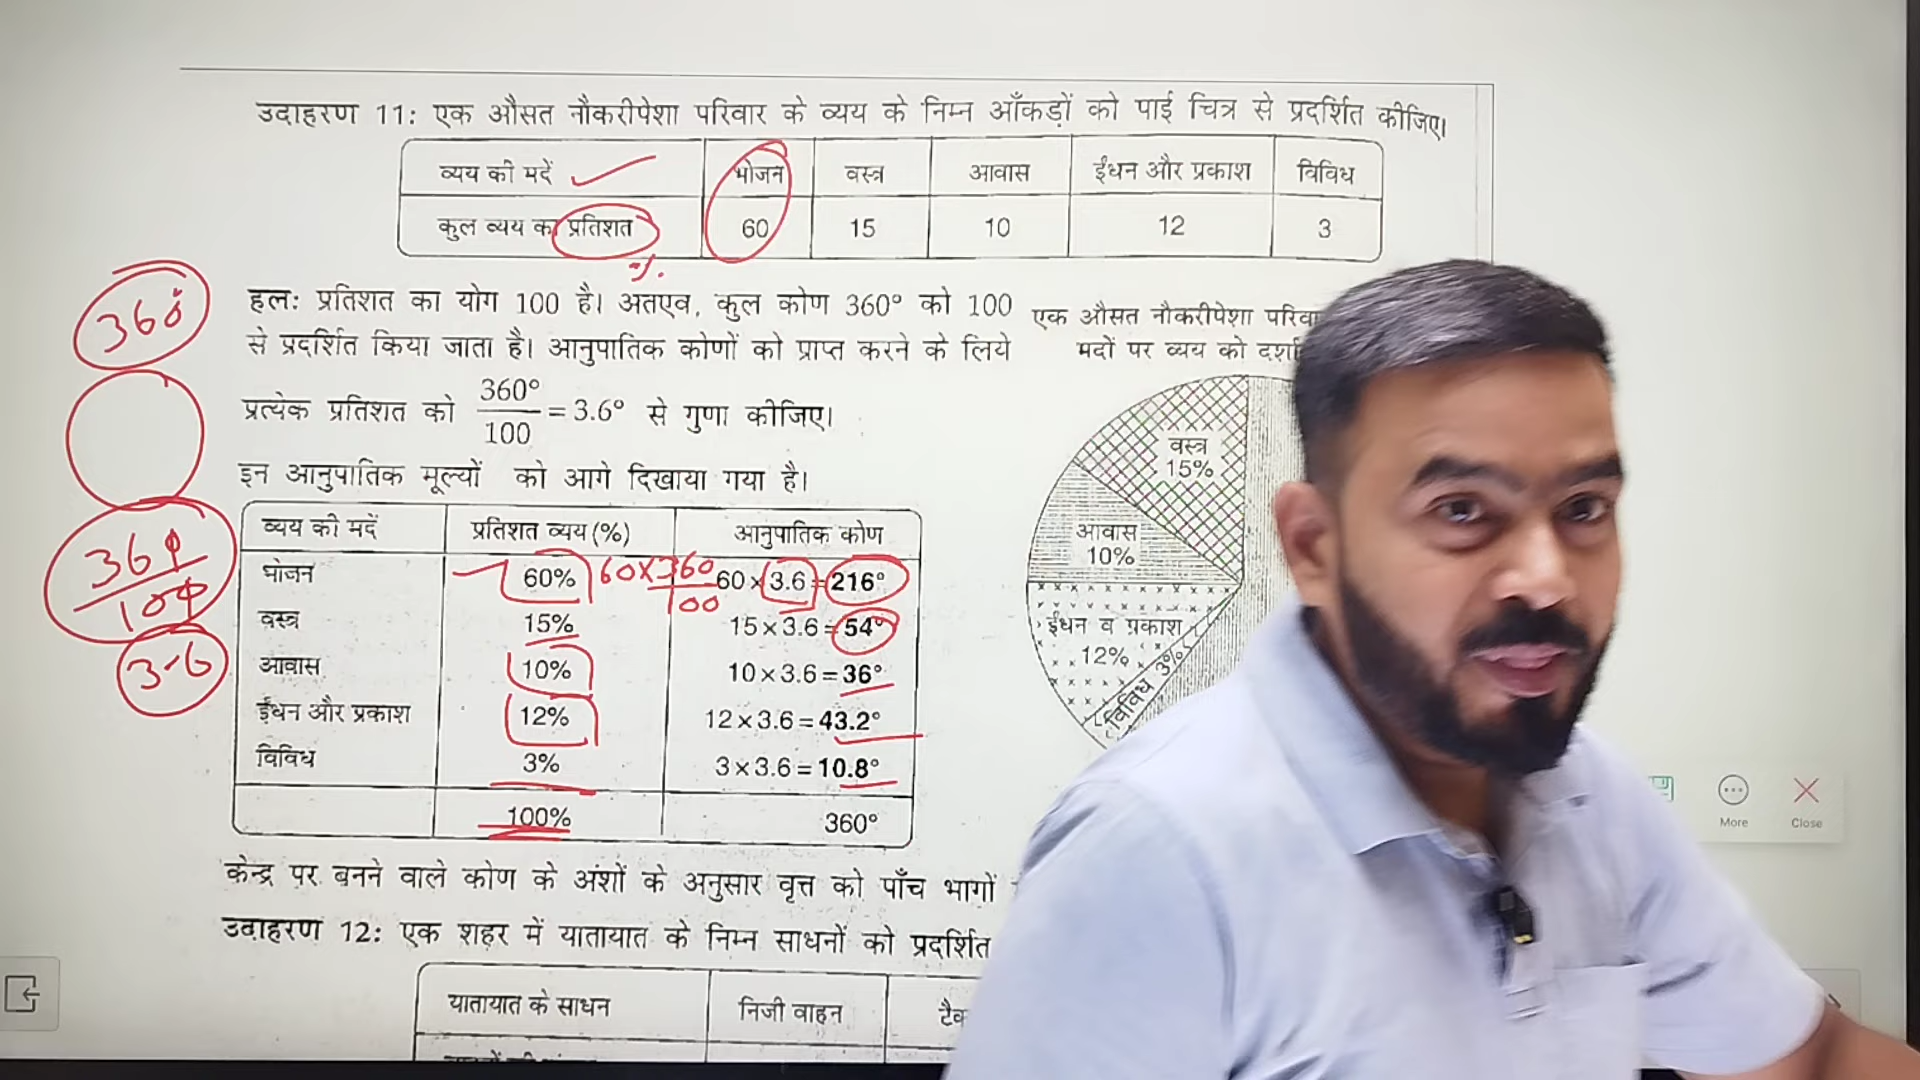 उदाहरण 11: एक औसत नौकरीपेशा परिवार के व्यय के निम्न आँकड़ों को पाई चित्र से प्रदर्शित कीजिए।
व्यय की मदें भोजन वस्त्र आवास ईंधन और प्रकाश विविध
कुल व्यय का प्रतिशत 60 15 10 12 3
%.
360°
हल: प्रतिशत का योग 100 है। अतएव, कुल कोण 360° को 100
से प्रदर्शित किया जाता है। आनुपातिक कोणों को प्राप्त करने के लिये
प्रत्येक प्रतिशत को 360°/100 = 3.6° से गुणा कीजिए।
इन आनुपातिक मूल्यों को आगे दिखाया गया है।
360/100
3.6
व्यय की मदें प्रतिशत व्यय (%) आनुपातिक कोण
भोजन 60% 60×360/100 60 × 3.6 = 216°
वस्त्र 15% 15 × 3.6 = 54°
आवास 10% 10 × 3.6 = 36°
ईंधन और प्रकाश 12% 12 × 3.6 = 43.2°
विविध 3% 3 × 3.6 = 10.8°
100% 360°
एक औसत नौकरीपेशा
मदों पर व्यय को
वस्त्र
15%
आवास
10%
ईंधन व प्रकाश
12%
विविध 3%
केन्द्र पर बनने वाले कोण के अंशों के अनुसार वृत्त को पाँच भागों
उदाहरण 12: एक शहर में यातायात के निम्न साधनों को प्रदर्शित
यातायात के साधन निजी वाहन
More
Close